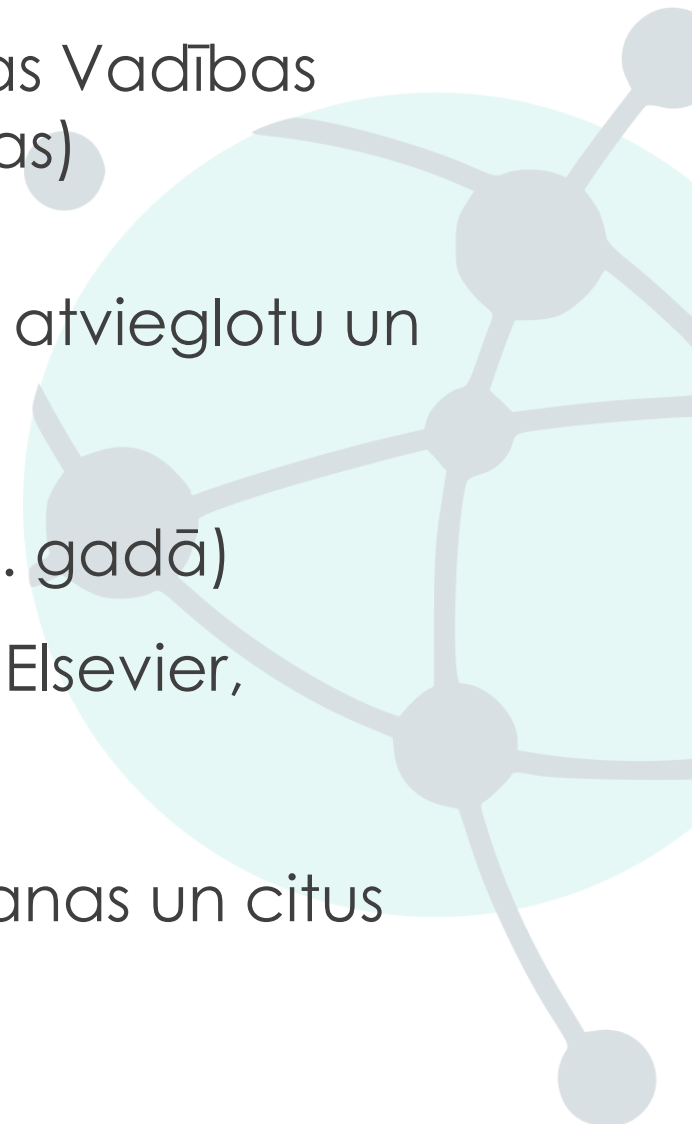 as Vadības
as)
atvieglotu un
. gadā)
Elsevier,
anas un citus